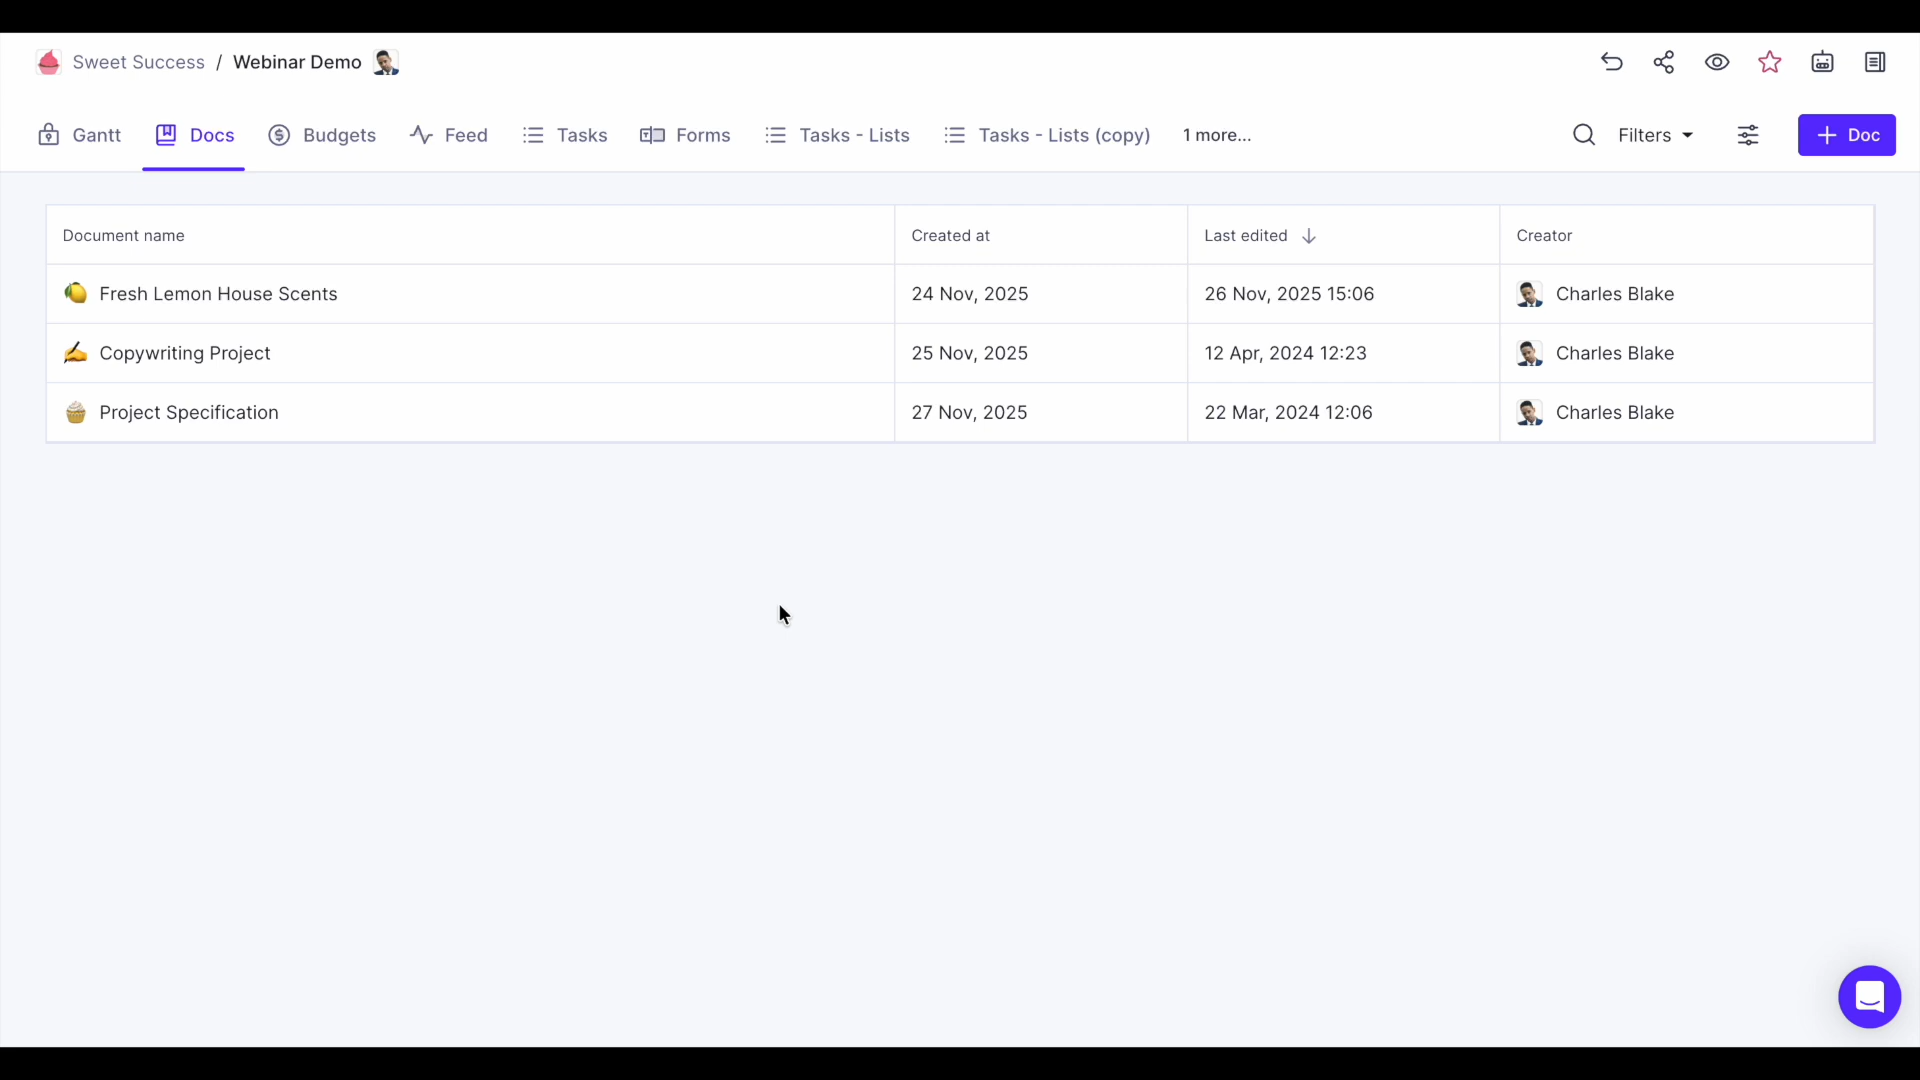 Sweet Success / Webinar Demo
Gantt Docs Budgets Feed Tasks Forms Tasks - Lists Tasks - Lists (copy) 1 more... Filters + Doc
Document name Created at Last edited Creator
Fresh Lemon House Scents 24 Nov, 2025 26 Nov, 2025 15:06 Charles Blake
Copywriting Project 25 Nov, 2025 12 Apr, 2024 12:23 Charles Blake
Project Specification 27 Nov, 2025 22 Mar, 2024 12:06 Charles Blake